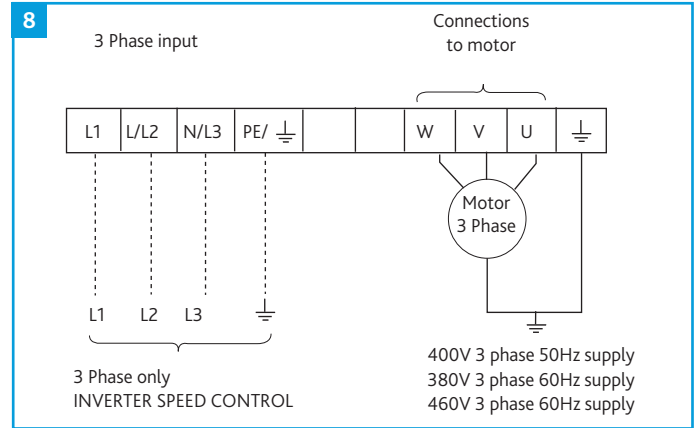 8
3 Phase input
Connections
to motor
L1 L/L2 N/L3 PE/ W V U
Motor
3 Phase
L1 L2 L3
3 Phase only
INVERTER SPEED CONTROL
400V 3 phase 50Hz supply
380V 3 phase 60Hz supply
460V 3 phase 60Hz supply